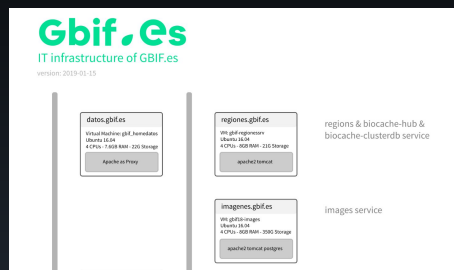 Gbif.es
IT infrastructure of GBIF.es
version: 2019-01-15
datos.gbif.es
Virtual Machine: gbif_homedatos
Ubuntu 16.04
4 CPUs - 7.6GB RAM - 22G Storage
Apache as Proxy
regiones.gbif.es
VM: gbif-regionessrv
Ubuntu 16.04
4 CPUs - 8GB RAM - 21G Storage
apache2 tomcat
regions & biocache-hub &
biocache-clusterdb service
imagenes.gbif.es
VM: gbif18-images
Ubuntu 16.04
4 CPUs - 8GB RAM - 350G Storage
apache2 tomcat postgres
images service